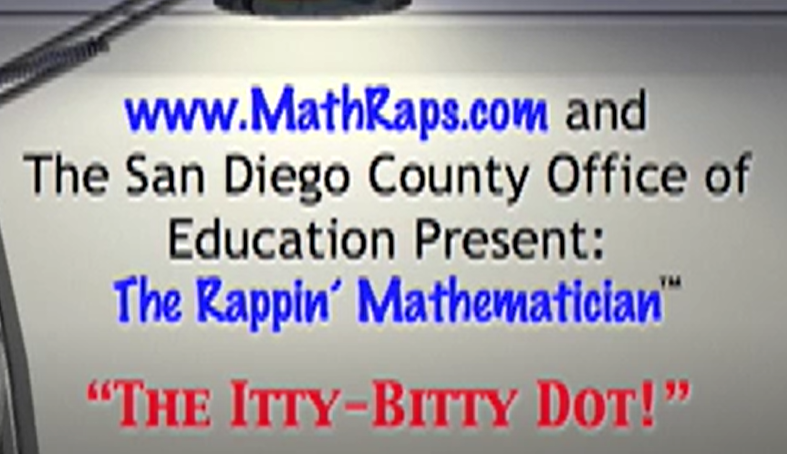 www.MathRaps.com and
The San Diego County Office of
Education Present:
The Rappin´ Mathematician™
“THE ITTY-BITTY DOT!”